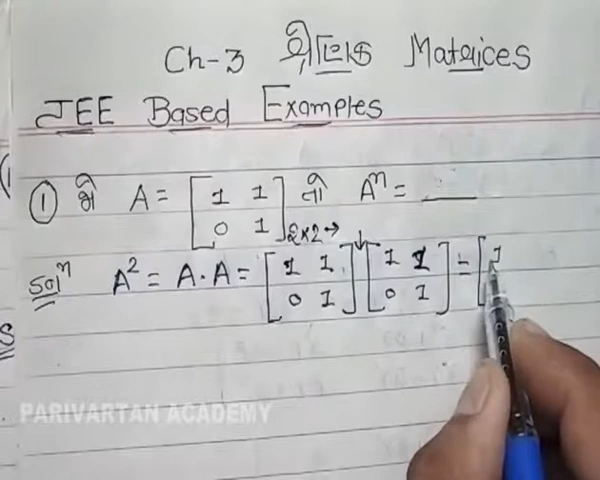 Ch-3 શ્રેણિક Matrices
JEE Based Examples
① જો A = [1 1 0 1]2×2→ તો Aⁿ = ___
Solⁿ A² = A·A = [1 1 0 1] [1 1 0 1] = [1
PARIVARTAN ACADEMY